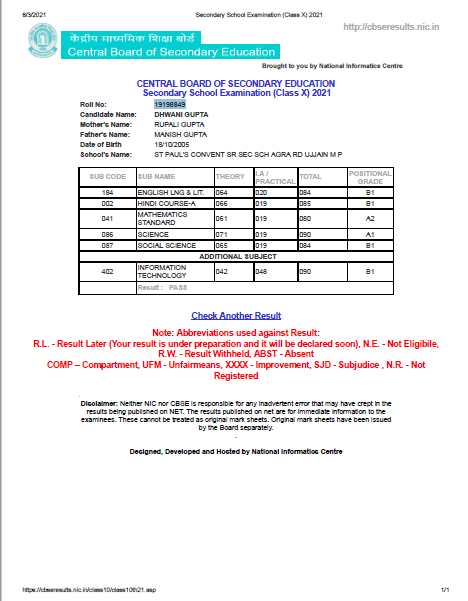 8/3/2021 Secondary School Examination (Class X) 2021
http://cbseresults.nic.in
केंद्रीय माध्यमिक शिक्षा बोर्ड
Central Board of Secondary Education
Brought to you by National Informatics Centre
CENTRAL BOARD OF SECONDARY EDUCATION
Secondary School Examination (Class X) 2021
Roll No: 19198849
Candidate Name: DHWANI GUPTA
Mother's Name: RUPALI GUPTA
Father's Name: MANISH GUPTA
Date of Birth 18/10/2005
School's Name: ST PAUL'S CONVENT SR SEC SCH AGRA RD UJJAIN M P
SUB CODE SUB NAME THEORY I.A / PRACTICAL TOTAL POSITIONAL GRADE
184 ENGLISH LNG & LIT. 064 020 084 B1
002 HINDI COURSE-A 066 019 085 B1
041 MATHEMATICS STANDARD 061 019 080 A2
086 SCIENCE 071 019 090 A1
087 SOCIAL SCIENCE 065 019 084 B1
ADDITIONAL SUBJECT
402 INFORMATION TECHNOLOGY 042 048 090 B1
Result : PASS
Check Another Result
Note: Abbreviations used against Result:
R.L. - Result Later (Your result is under preparation and it will be declared soon), N.E. - Not Eligibile,
R.W. - Result Withheld, ABST - Absent
COMP – Compartment, UFM - Unfairmeans, XXXX - Improvement, SJD - Subjudice , N.R. - Not
Registered
Disclaimer: Neither NIC nor CBSE is responsible for any inadvertent error that may have crept in the
results being published on NET. The results published on net are for immediate information to the
examinees. These cannot be treated as original mark sheets. Original mark sheets have been issued
by the Board separately.
Designed, Developed and Hosted by National Informatics Centre
https://cbseresults.nic.in/class10/class10th21.asp 1/1